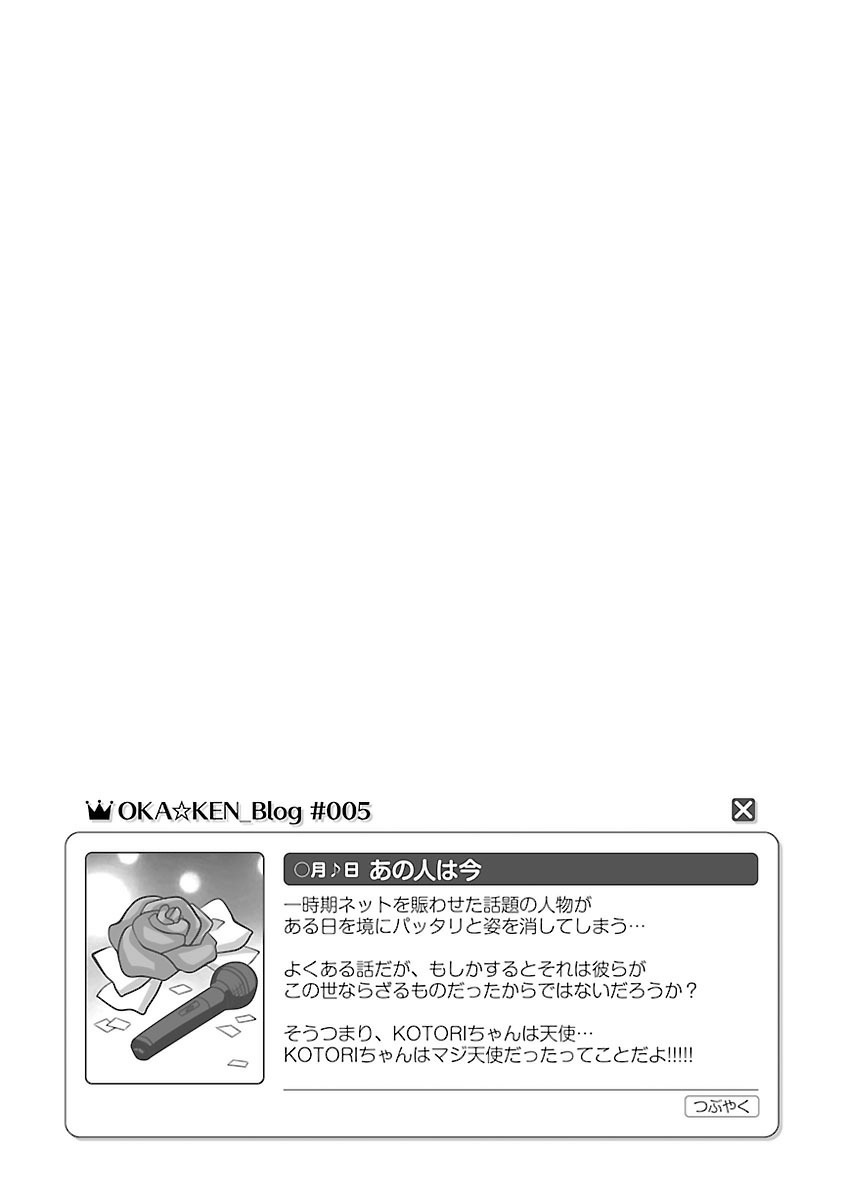 OKA☆KEN_Blog #005
○月♪日 あの人は今
一時期ネットを賑わせた話題の人物が
ある日を境にパッタリと姿を消してしまう…
よくある話だが、もしかするとそれは彼らが
この世ならざるものだったからではないだろうか？
そうつまり、KOTORIちゃんは天使…
KOTORIちゃんはマジ天使だったってことだよ!!!!!
つぶやく